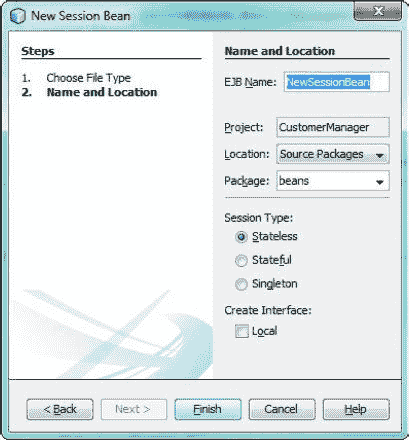 New Session Bean
Steps
1. Choose File Type
2. Name and Location
Name and Location
EJB Name: NewSessionBean
Project: CustomerManager
Location: Source Packages
Package: beans
Session Type:
Stateless
Stateful
Singleton
Create Interface:
Local
< Back Next > Finish Cancel Help